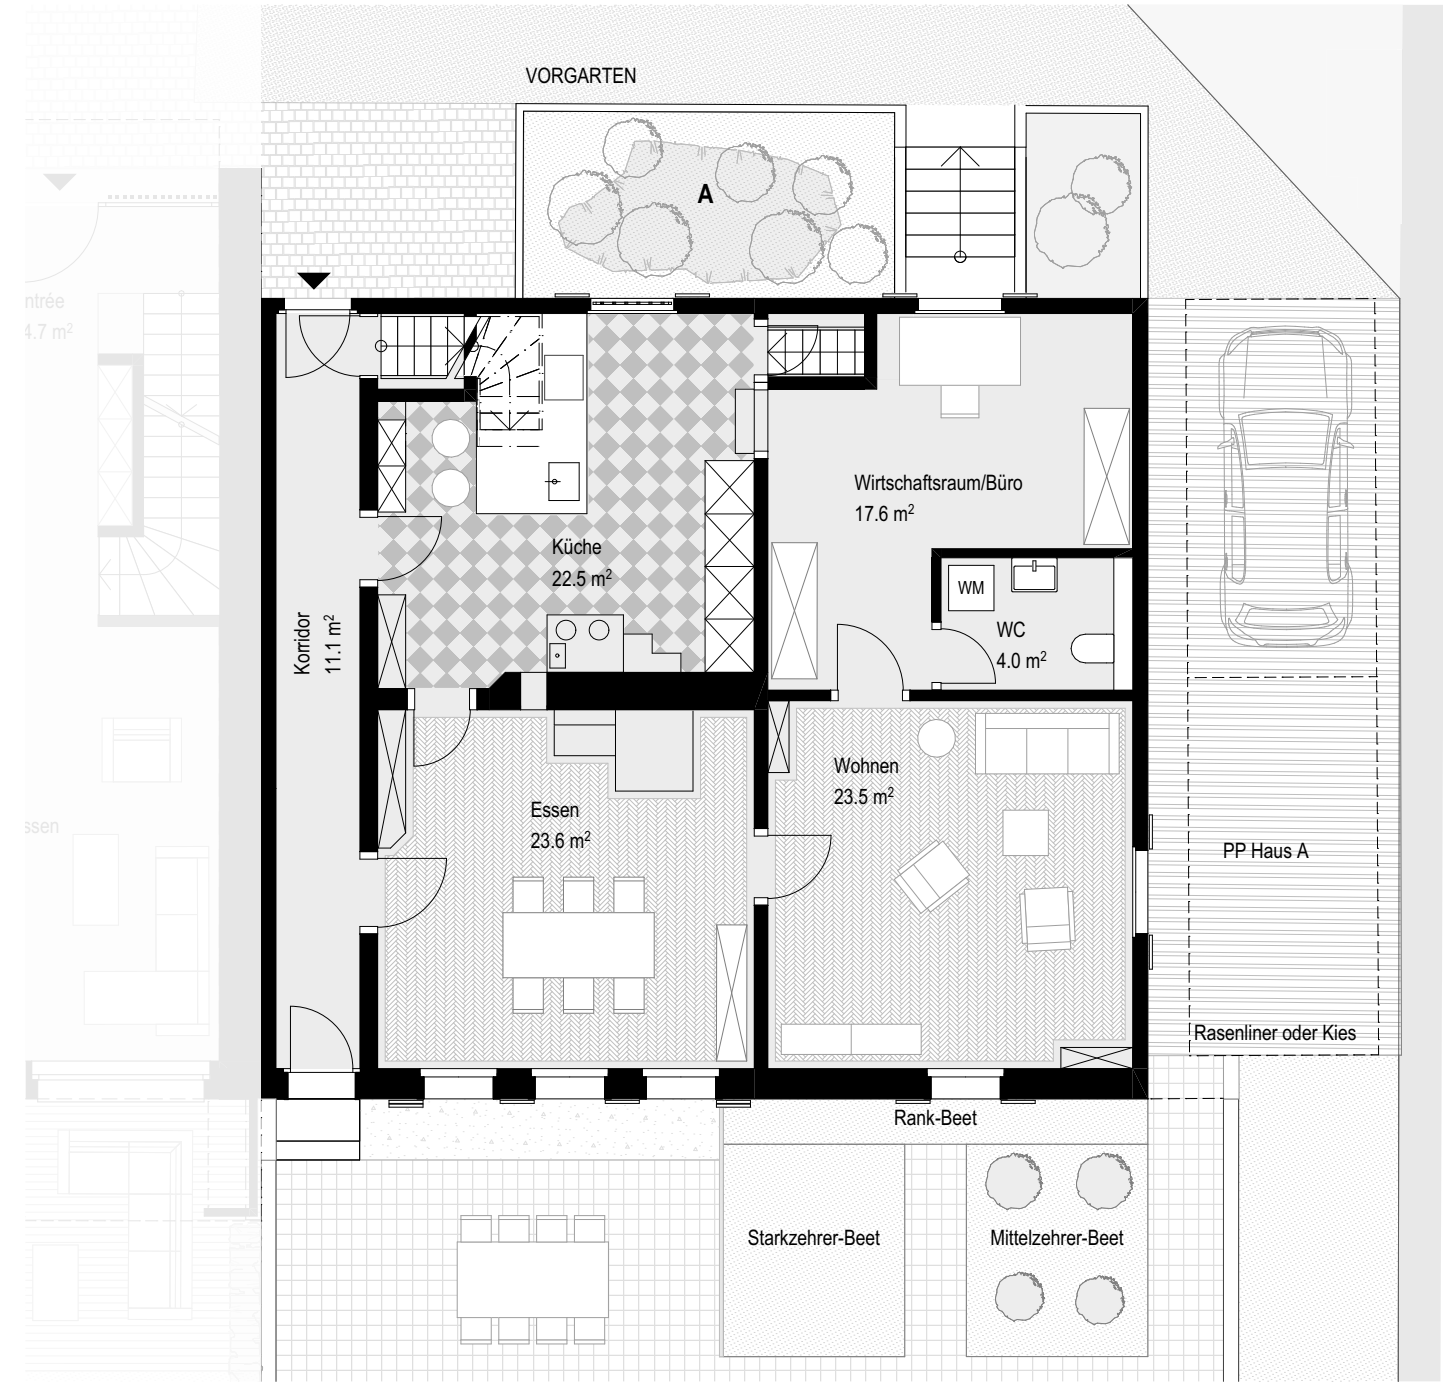 VORGARTEN
A
ntrée
4.7 m²
Wirtschaftsraum/Büro
17.6 m²
Küche
22.5 m²
WM
WC
4.0 m²
Korridor
11.1 m²
Wohnen
23.5 m²
Essen
23.6 m²
ssen
PP Haus A
Rasenliner oder Kies
Rank-Beet
Starkzehrer-Beet
Mittelzehrer-Beet